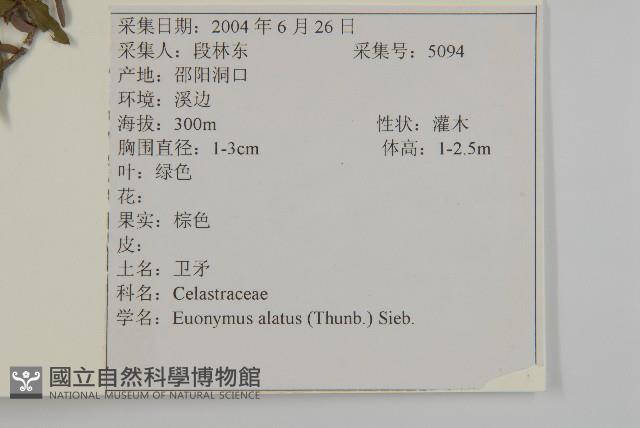 采集日期：2004 年 6 月 26 日
采集人：段林东 采集号：5094
产地：邵阳洞口
环境：溪边
海拔：300m 性状：灌木
胸围直径：1-3cm 体高：1-2.5m
叶：绿色
花：
果实：棕色
皮：
土名：卫矛
科名：Celastraceae
学名：Euonymus alatus (Thunb.) Sieb.
國立自然科學博物館
NATIONAL MUSEUM OF NATURAL SCIENCE